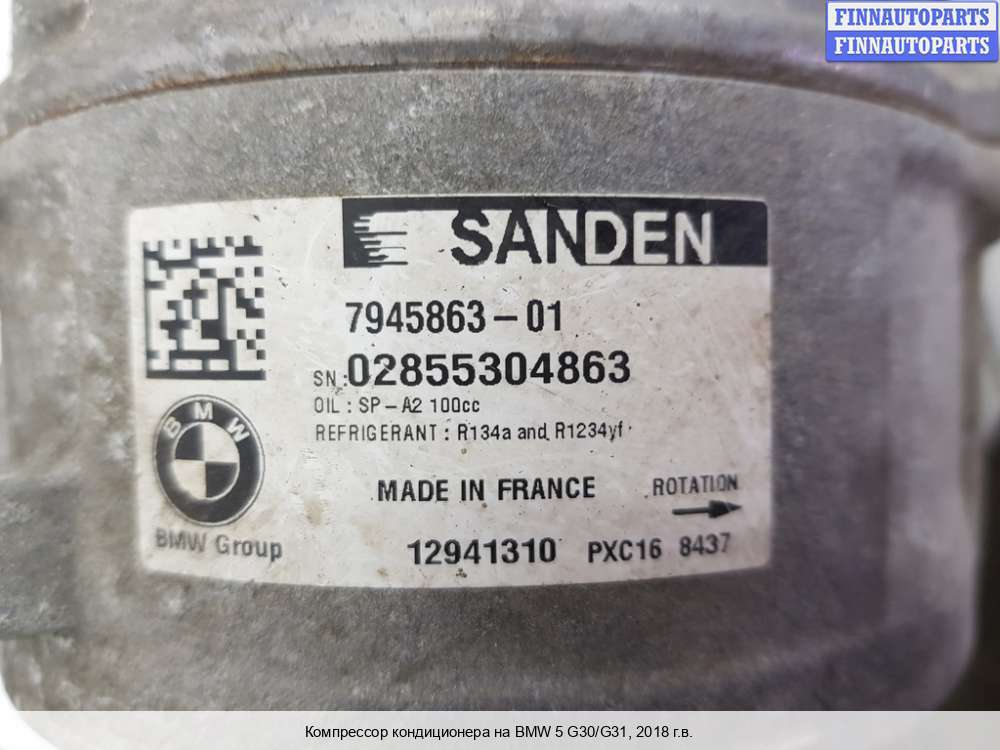 FINNAUTOPARTS
FINNAUTOPARTS
SANDEN
7945863-01
SN:02855304863
OIL : SP-A2 100cc
REFRIGERANT : R134a and R1234yf
BMW
MADE IN FRANCE
ROTATION
BMW Group
12941310 PXC16 8437
Компрессор кондиционера на BMW 5 G30/G31, 2018 г.в.